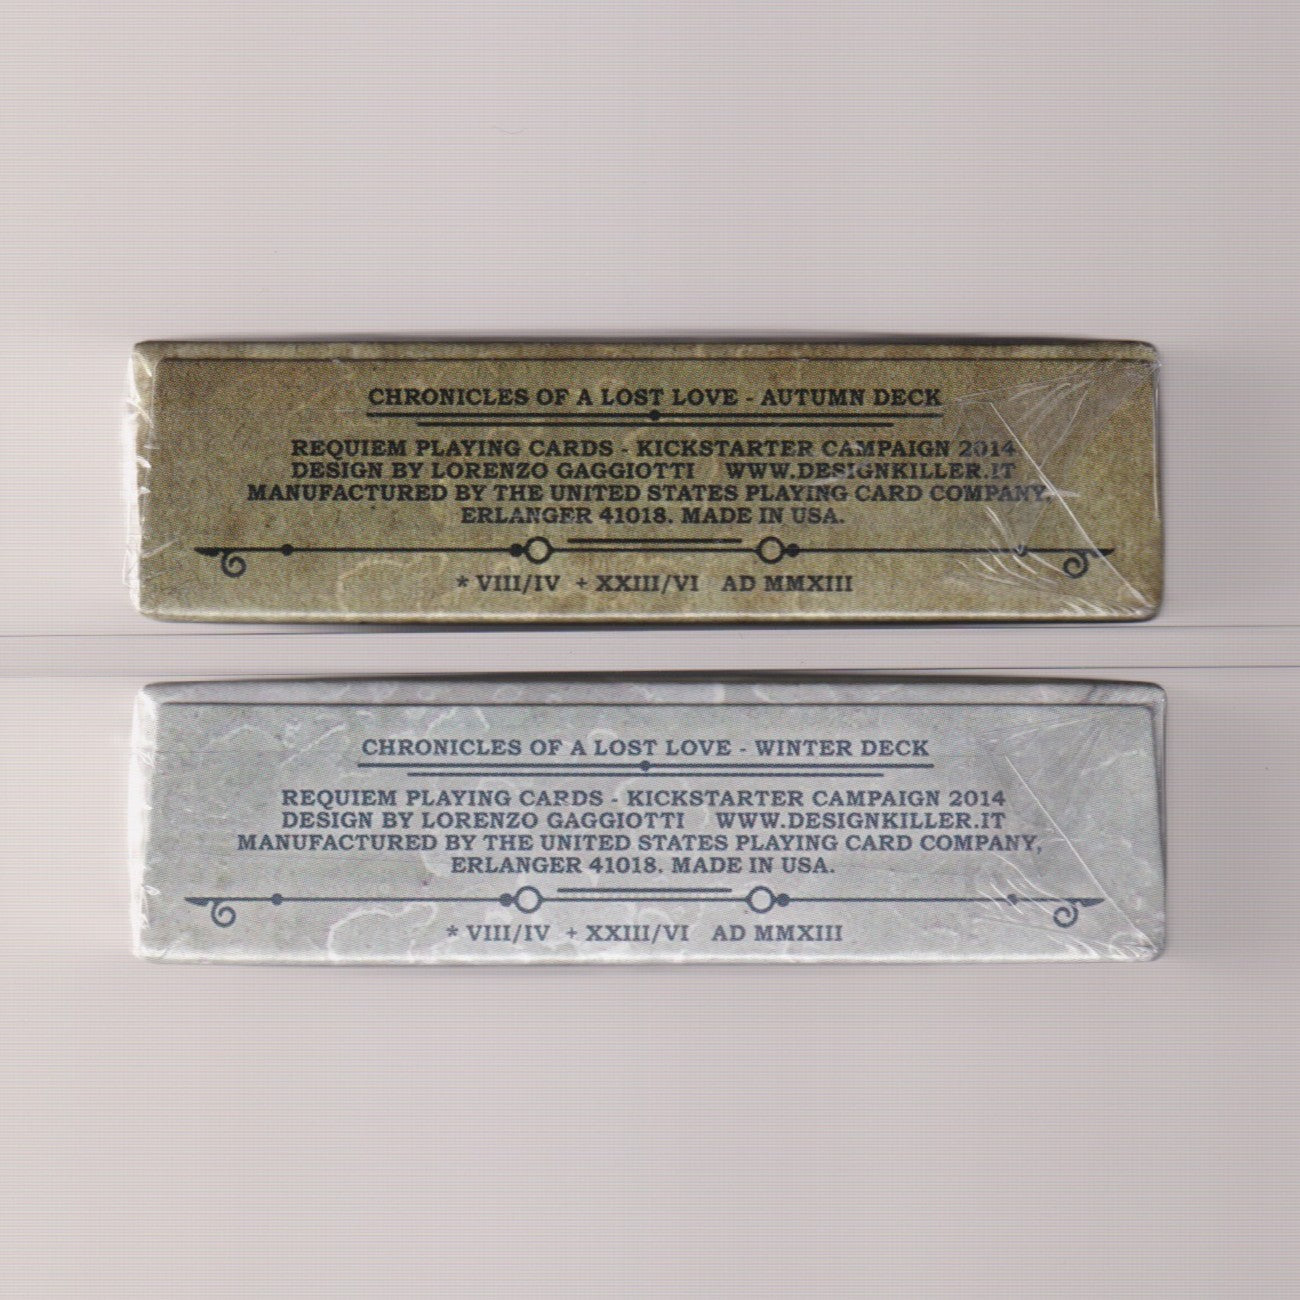 CHRONICLES OF A LOST LOVE - AUTUMN DECK
REQUIEM PLAYING CARDS - KICKSTARTER CAMPAIGN 2014
DESIGN BY LORENZO GAGGIOTTI WWW.DESIGNKILLER.IT
MANUFACTURED BY THE UNITED STATES PLAYING CARD COMPANY,
ERLANGER 41018. MADE IN USA.
* VIII/IV + XXIII/VI AD MMXIII
CHRONICLES OF A LOST LOVE - WINTER DECK
REQUIEM PLAYING CARDS - KICKSTARTER CAMPAIGN 2014
DESIGN BY LORENZO GAGGIOTTI WWW.DESIGNKILLER.IT
MANUFACTURED BY THE UNITED STATES PLAYING CARD COMPANY,
ERLANGER 41018. MADE IN USA.
* VIII/IV + XXIII/VI AD MMXIII